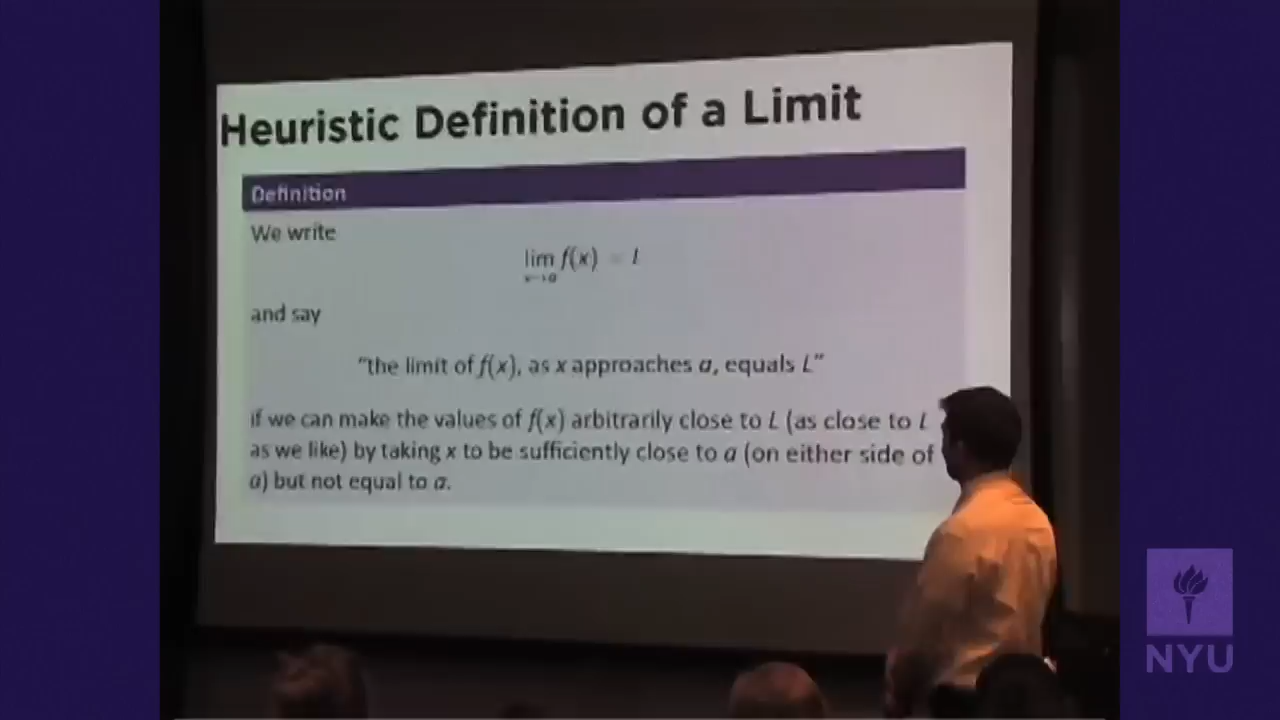 Heuristic Definition of a Limit
Definition
We write
lim f(x) = L
x→a
and say
"the limit of f(x), as x approaches a, equals L"
if we can make the values of f(x) arbitrarily close to L (as close to L
as we like) by taking x to be sufficiently close to a (on either side of
a) but not equal to a.
NYU